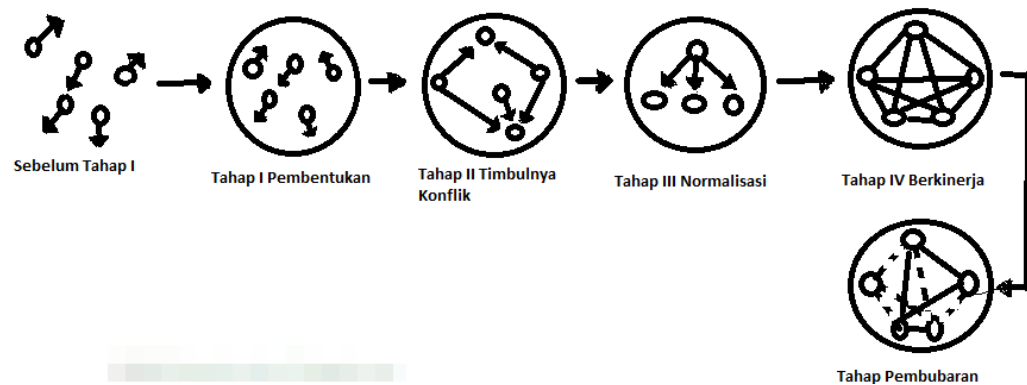 Sebelum Tahap I
Tahap I Pembentukan
Tahap II Timbulnya
Konflik
Tahap III Normalisasi
Tahap IV Berkinerja
Tahap Pembubaran